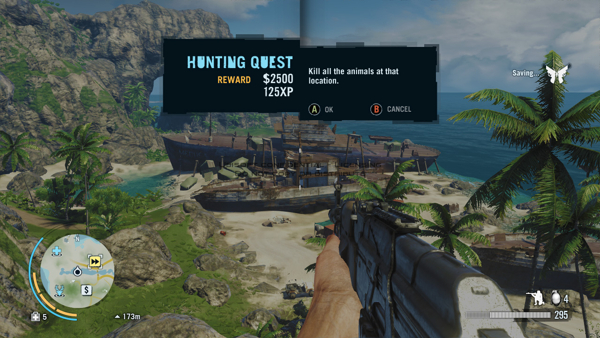 HUNTING QUEST
REWARD $2500
125XP
Kill all the animals at that
location.
A OK
B CANCEL
Saving...
N
$
5
173m
4
295